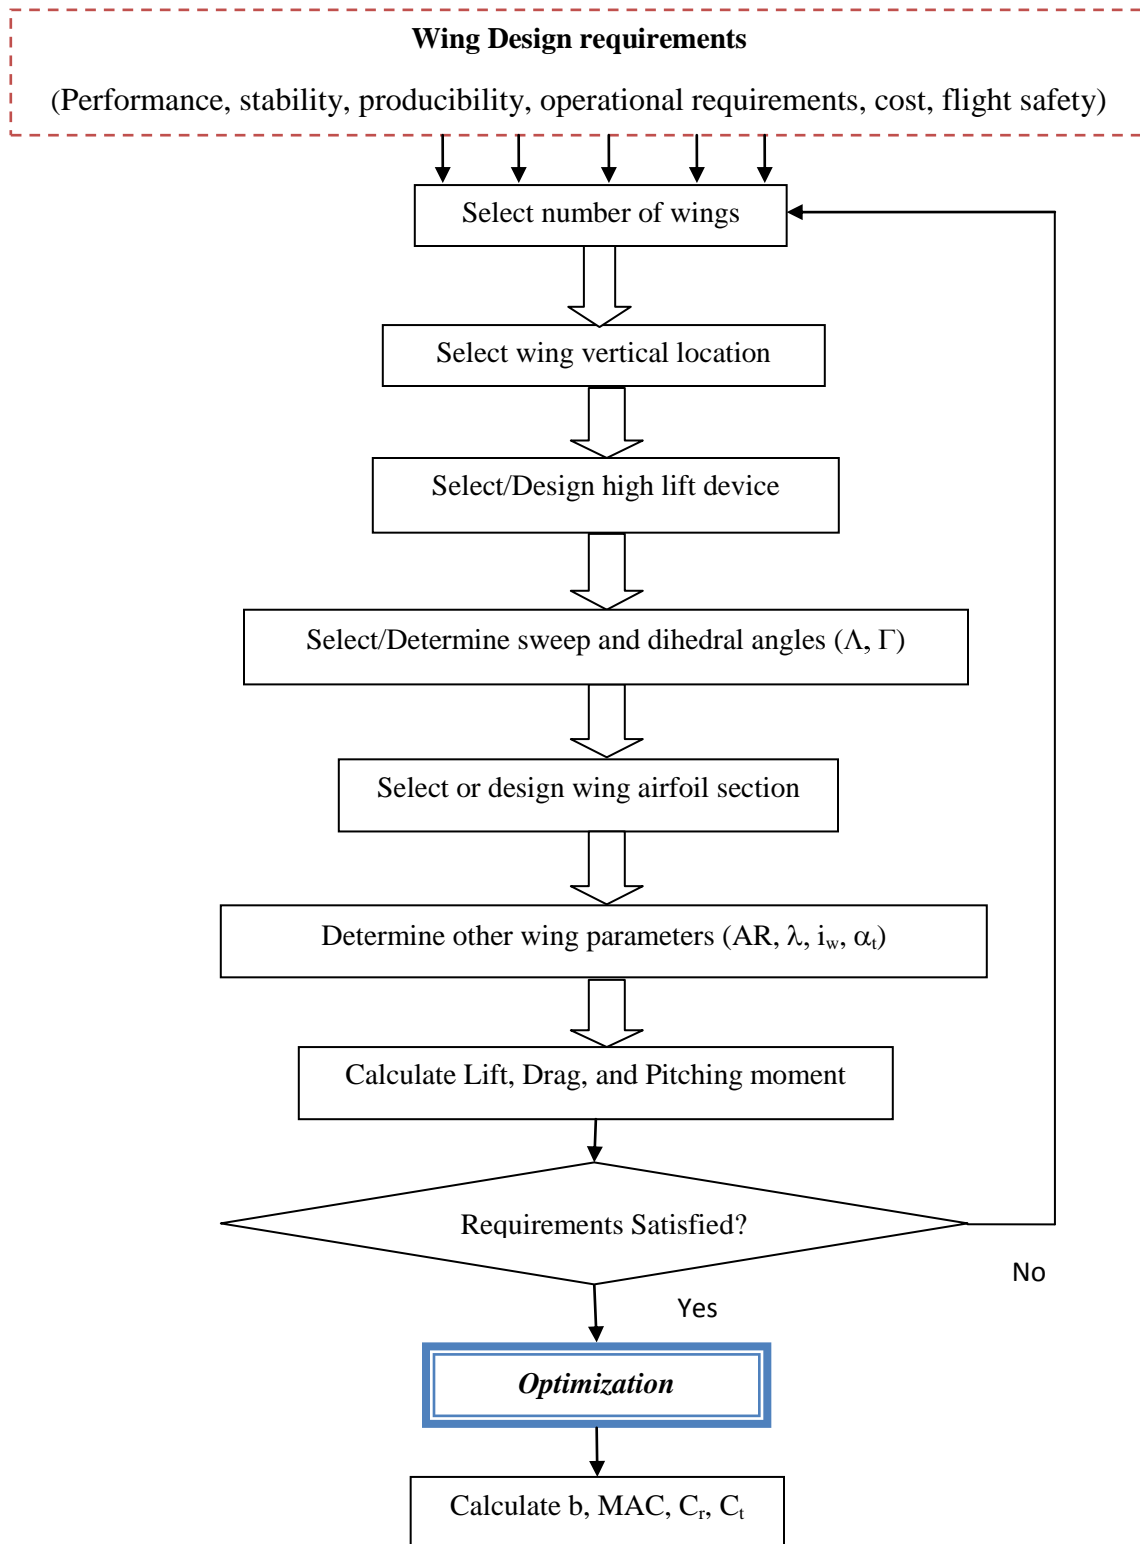 Wing Design requirements
(Performance, stability, producibility, operational requirements, cost, flight safety)
Select number of wings
Select wing vertical location
Select/Design high lift device
Select/Determine sweep and dihedral angles (Λ, Γ)
Select or design wing airfoil section
Determine other wing parameters (AR, λ, iw, αt)
Calculate Lift, Drag, and Pitching moment
Requirements Satisfied?
No
Yes
Optimization
Calculate b, MAC, Cr, Ct